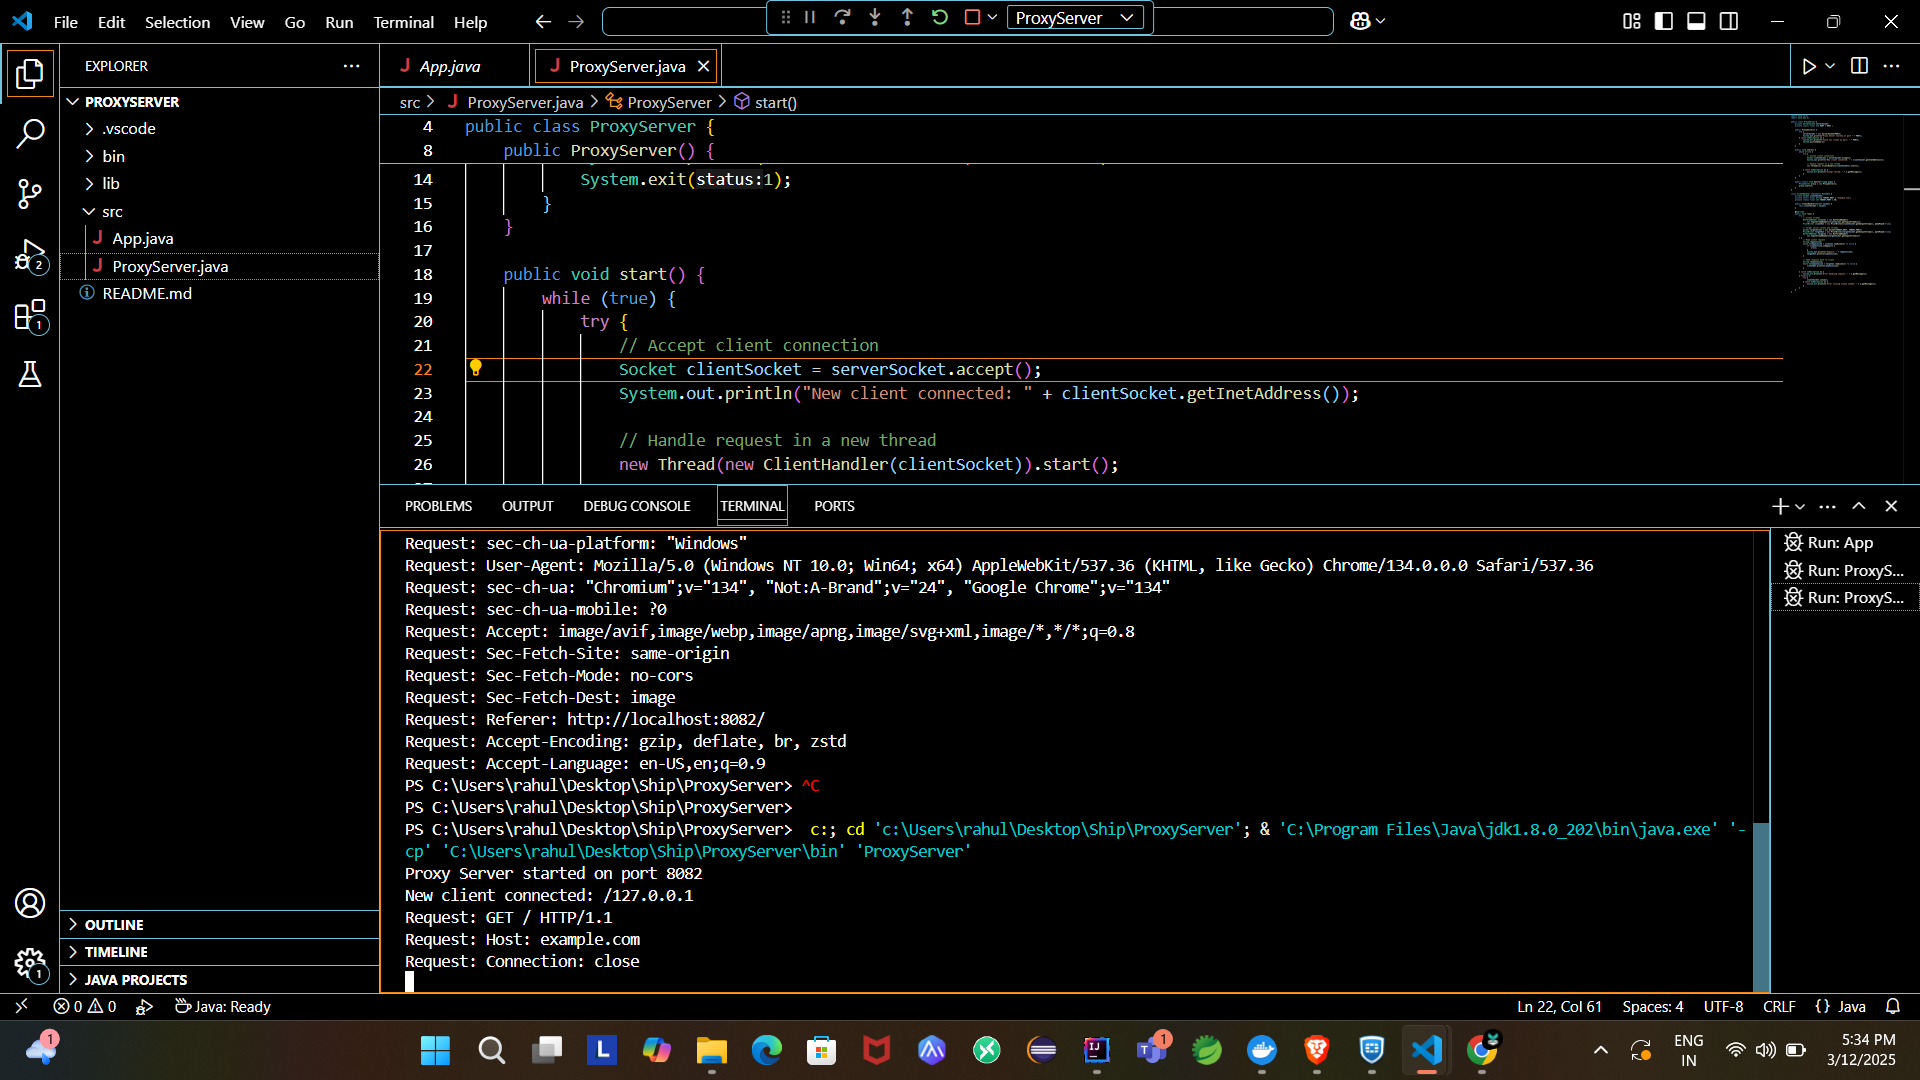 File Edit Selection View Go Run Terminal Help
ProxyServer
EXPLORER
PROXYSERVER
.vscode
bin
lib
src
App.java
ProxyServer.java
README.md
OUTLINE
TIMELINE
JAVA PROJECTS
App.java
ProxyServer.java
src > ProxyServer.java > ProxyServer > start()
4 public class ProxyServer {
8 public ProxyServer() {
14 System.exit(status:1);
15 }
16 }
17
18 public void start() {
19 while (true) {
20 try {
21 // Accept client connection
22 Socket clientSocket = serverSocket.accept();
23 System.out.println("New client connected: " + clientSocket.getInetAddress());
24
25 // Handle request in a new thread
26 new Thread(new ClientHandler(clientSocket)).start();
PROBLEMS OUTPUT DEBUG CONSOLE TERMINAL PORTS
Request: sec-ch-ua-platform: "Windows"
Request: User-Agent: Mozilla/5.0 (Windows NT 10.0; Win64; x64) AppleWebKit/537.36 (KHTML, like Gecko) Chrome/134.0.0.0 Safari/537.36
Request: sec-ch-ua: "Chromium";v="134", "Not:A-Brand";v="24", "Google Chrome";v="134"
Request: sec-ch-ua-mobile: ?0
Request: Accept: image/avif,image/webp,image/apng,image/svg+xml,image/*,*/*;q=0.8
Request: Sec-Fetch-Site: same-origin
Request: Sec-Fetch-Mode: no-cors
Request: Sec-Fetch-Dest: image
Request: Referer: http://localhost:8082/
Request: Accept-Encoding: gzip, deflate, br, zstd
Request: Accept-Language: en-US,en;q=0.9
PS C:\Users\rahul\Desktop\Ship\ProxyServer> ^C
PS C:\Users\rahul\Desktop\Ship\ProxyServer>
PS C:\Users\rahul\Desktop\Ship\ProxyServer>  c:; cd 'c:\Users\rahul\Desktop\Ship\ProxyServer'; & 'C:\Program Files\Java\jdk1.8.0_202\bin\java.exe' '-
cp' 'C:\Users\rahul\Desktop\Ship\ProxyServer\bin' 'ProxyServer'
Proxy Server started on port 8082
New client connected: /127.0.0.1
Request: GET / HTTP/1.1
Request: Host: example.com
Request: Connection: close
Run: App
Run: ProxyS...
Run: ProxyS...
0 0 Java: Ready
Ln 22, Col 61 Spaces: 4 UTF-8 CRLF {} Java
ENG
IN
5:34 PM
3/12/2025